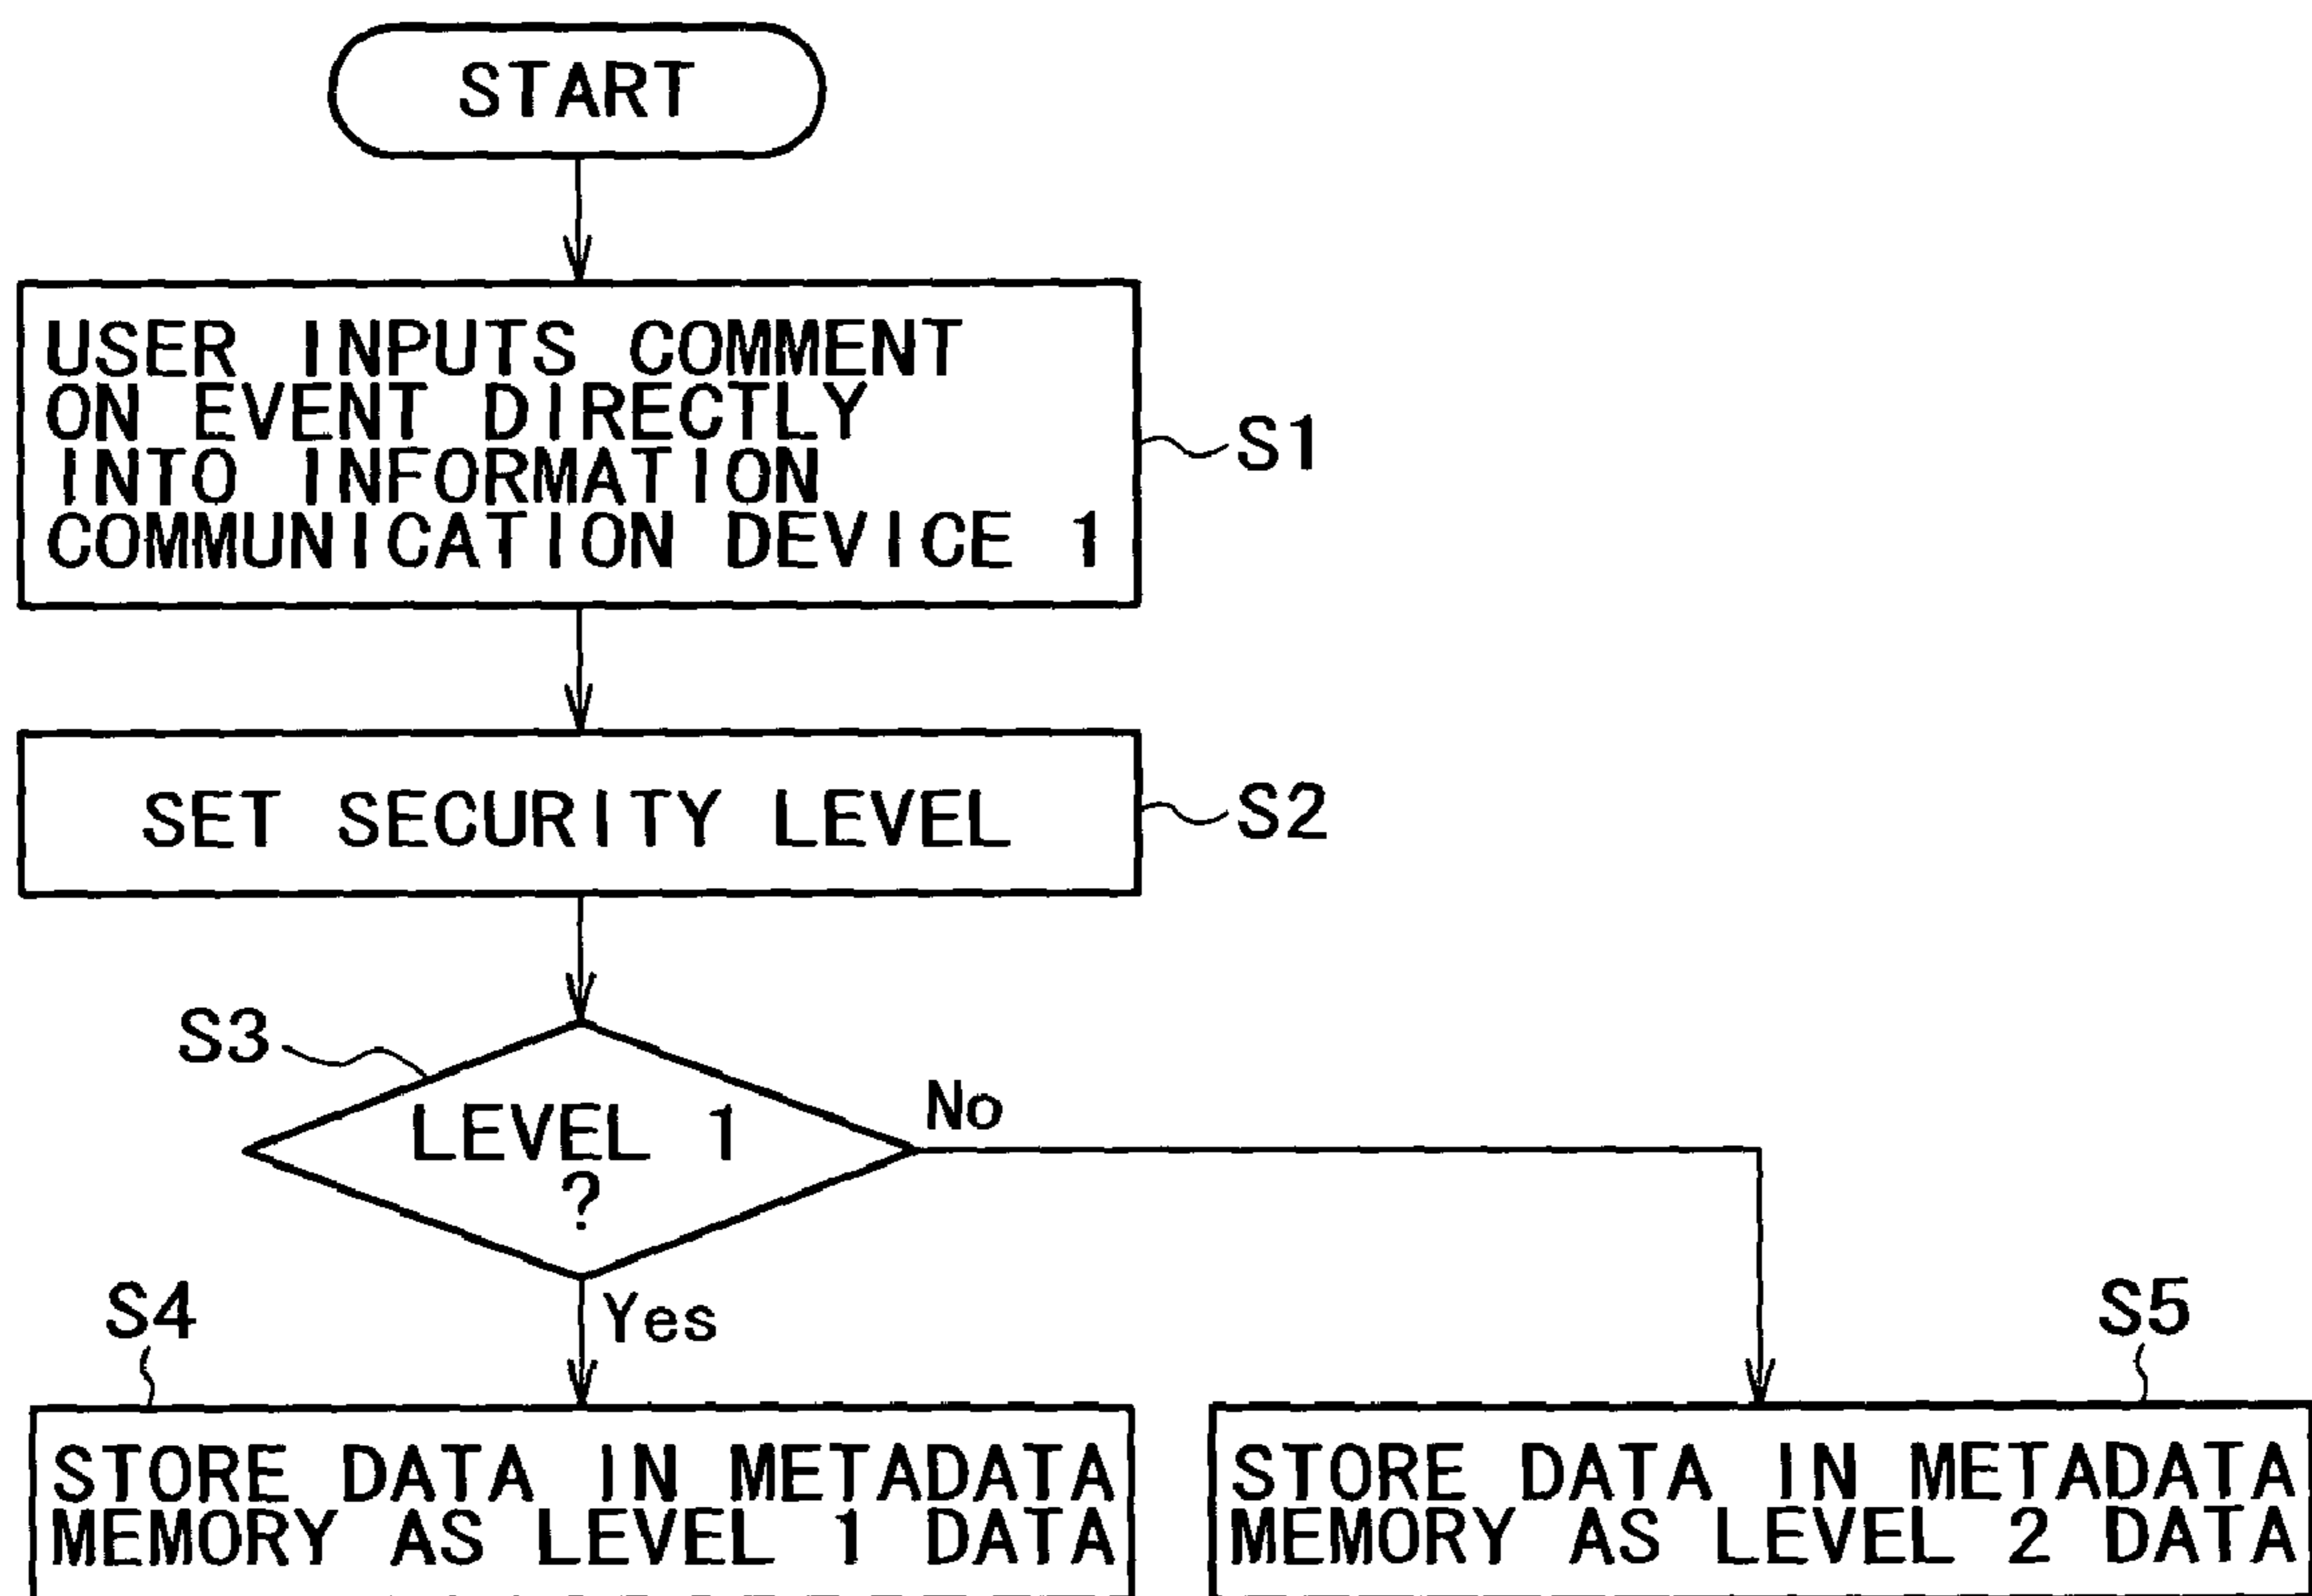 START
USER INPUTS COMMENT
ON EVENT DIRECTLY
INTO INFORMATION
COMMUNICATION DEVICE 1
S1
SET SECURITY LEVEL
S2
S3
LEVEL 1
?
No
Yes
S4
STORE DATA IN METADATA
MEMORY AS LEVEL 1 DATA
S5
STORE DATA IN METADATA
MEMORY AS LEVEL 2 DATA